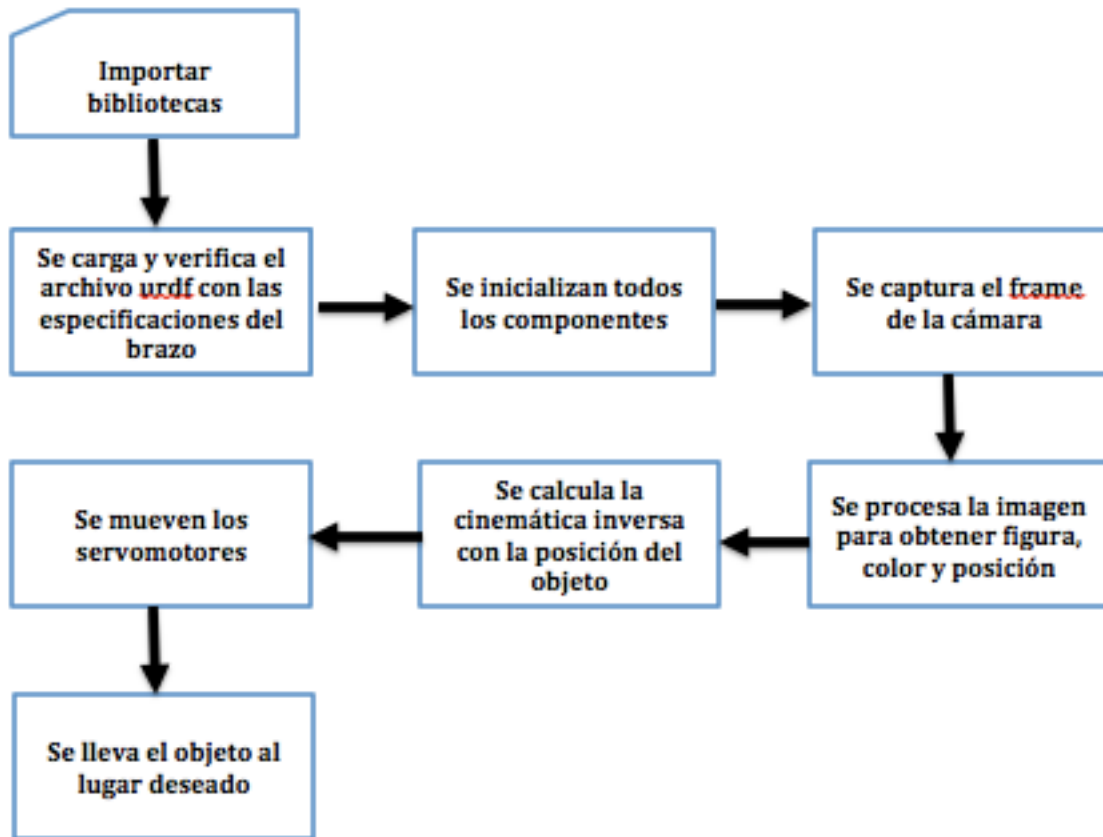 Importar
bibliotecas
Se carga y verifica el
archivo urdf con las
especificaciones del
brazo
Se inicializan todos
los componentes
Se captura el frame
de la cámara
Se procesa la imagen
para obtener figura,
color y posición
Se calcula la
cinemática inversa
con la posición del
objeto
Se mueven los
servomotores
Se lleva el objeto al
lugar deseado